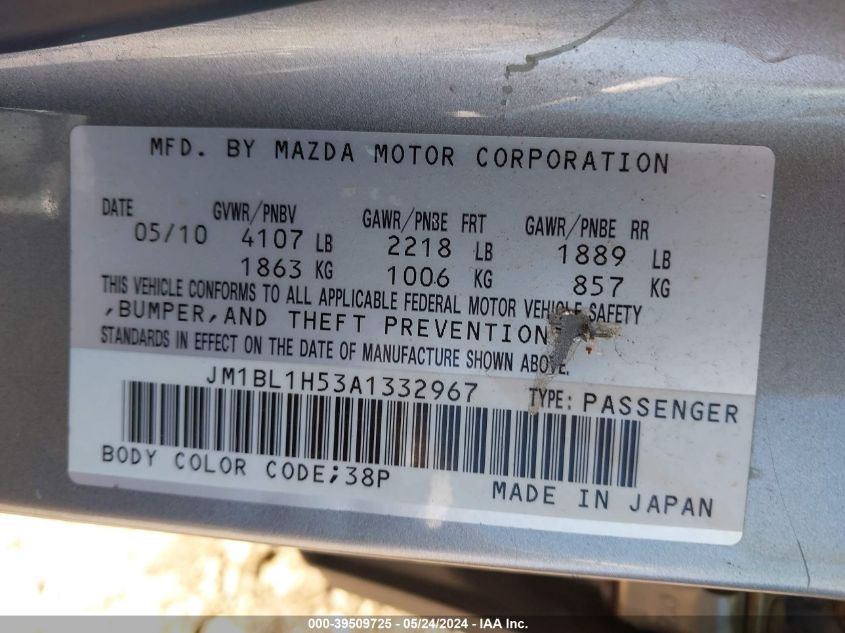 MFD. BY MAZDA MOTOR CORPORATION
DATE GVWR/PNBV GAWR/PNBE FRT GAWR/PNBE RR
05/10 4107 LB 2218 LB 1889 LB
1863 KG 1006 KG 857 KG
THIS VEHICLE CONFORMS TO ALL APPLICABLE FEDERAL MOTOR VEHICLE SAFETY
,BUMPER,AND THEFT PREVENTION
STANDARDS IN EFFECT ON THE DATE OF MANUFACTURE SHOWN ABOVE.
JM1BL1H53A1332967 TYPE: PASSENGER
BODY COLOR CODE;38P
MADE IN JAPAN
000-39509725 - 05/24/2024 - IAA Inc.